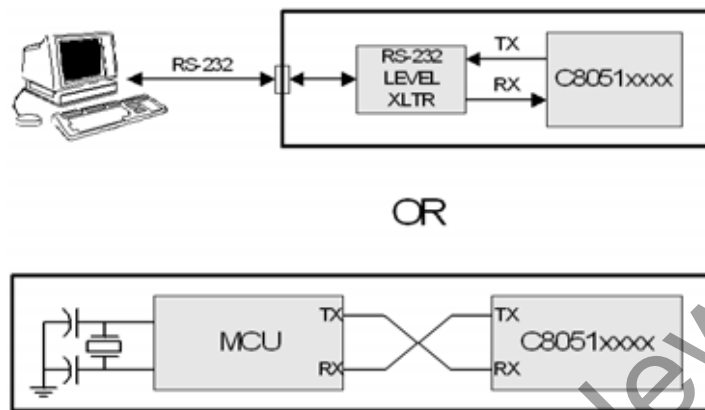 RS-232
RS-232
LEVEL
XLTR
TX
RX
C8051xxxx
OR
MCU
TX
RX
TX
RX
C8051xxxx